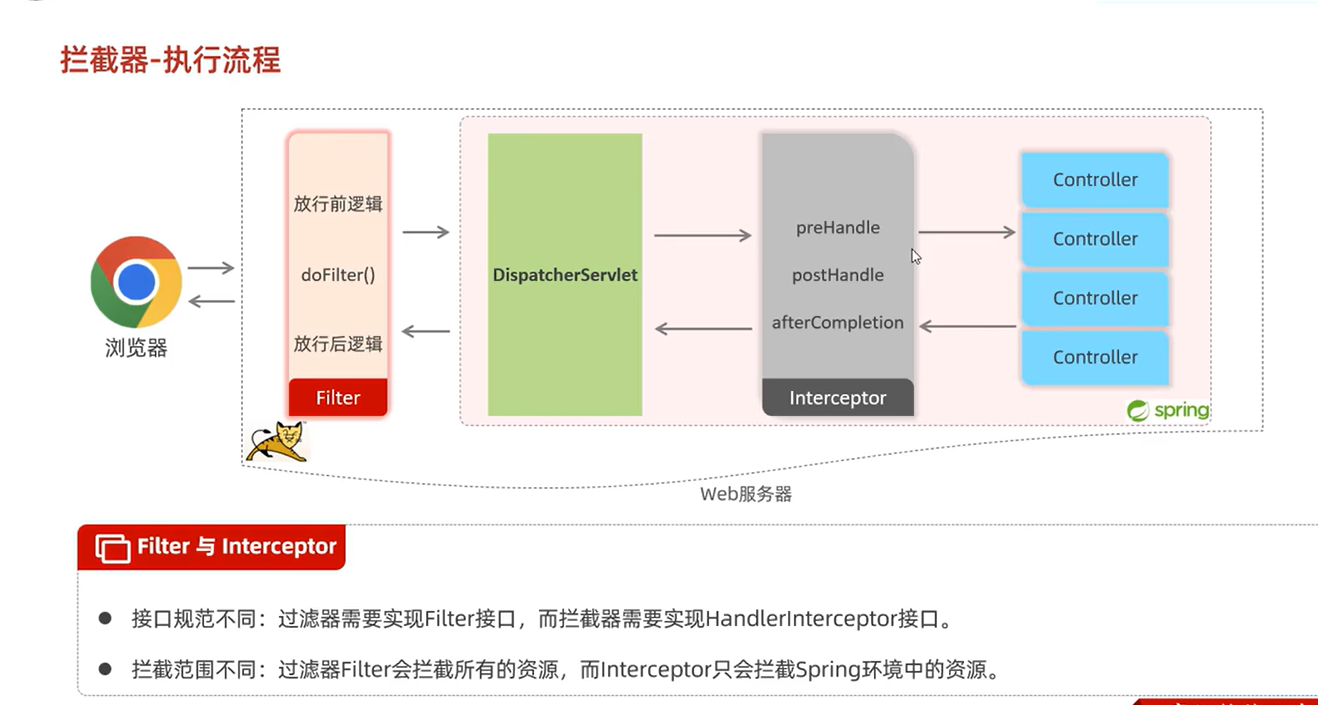 拦截器-执行流程
放行前逻辑
doFilter()
放行后逻辑
Filter
DispatcherServlet
preHandle
postHandle
afterCompletion
Interceptor
Controller
Controller
Controller
Controller
浏览器
spring
Web服务器
Filter 与 Interceptor
● 接口规范不同：过滤器需要实现Filter接口，而拦截器需要实现HandlerInterceptor接口。
● 拦截范围不同：过滤器Filter会拦截所有的资源，而Interceptor只会拦截Spring环境中的资源。